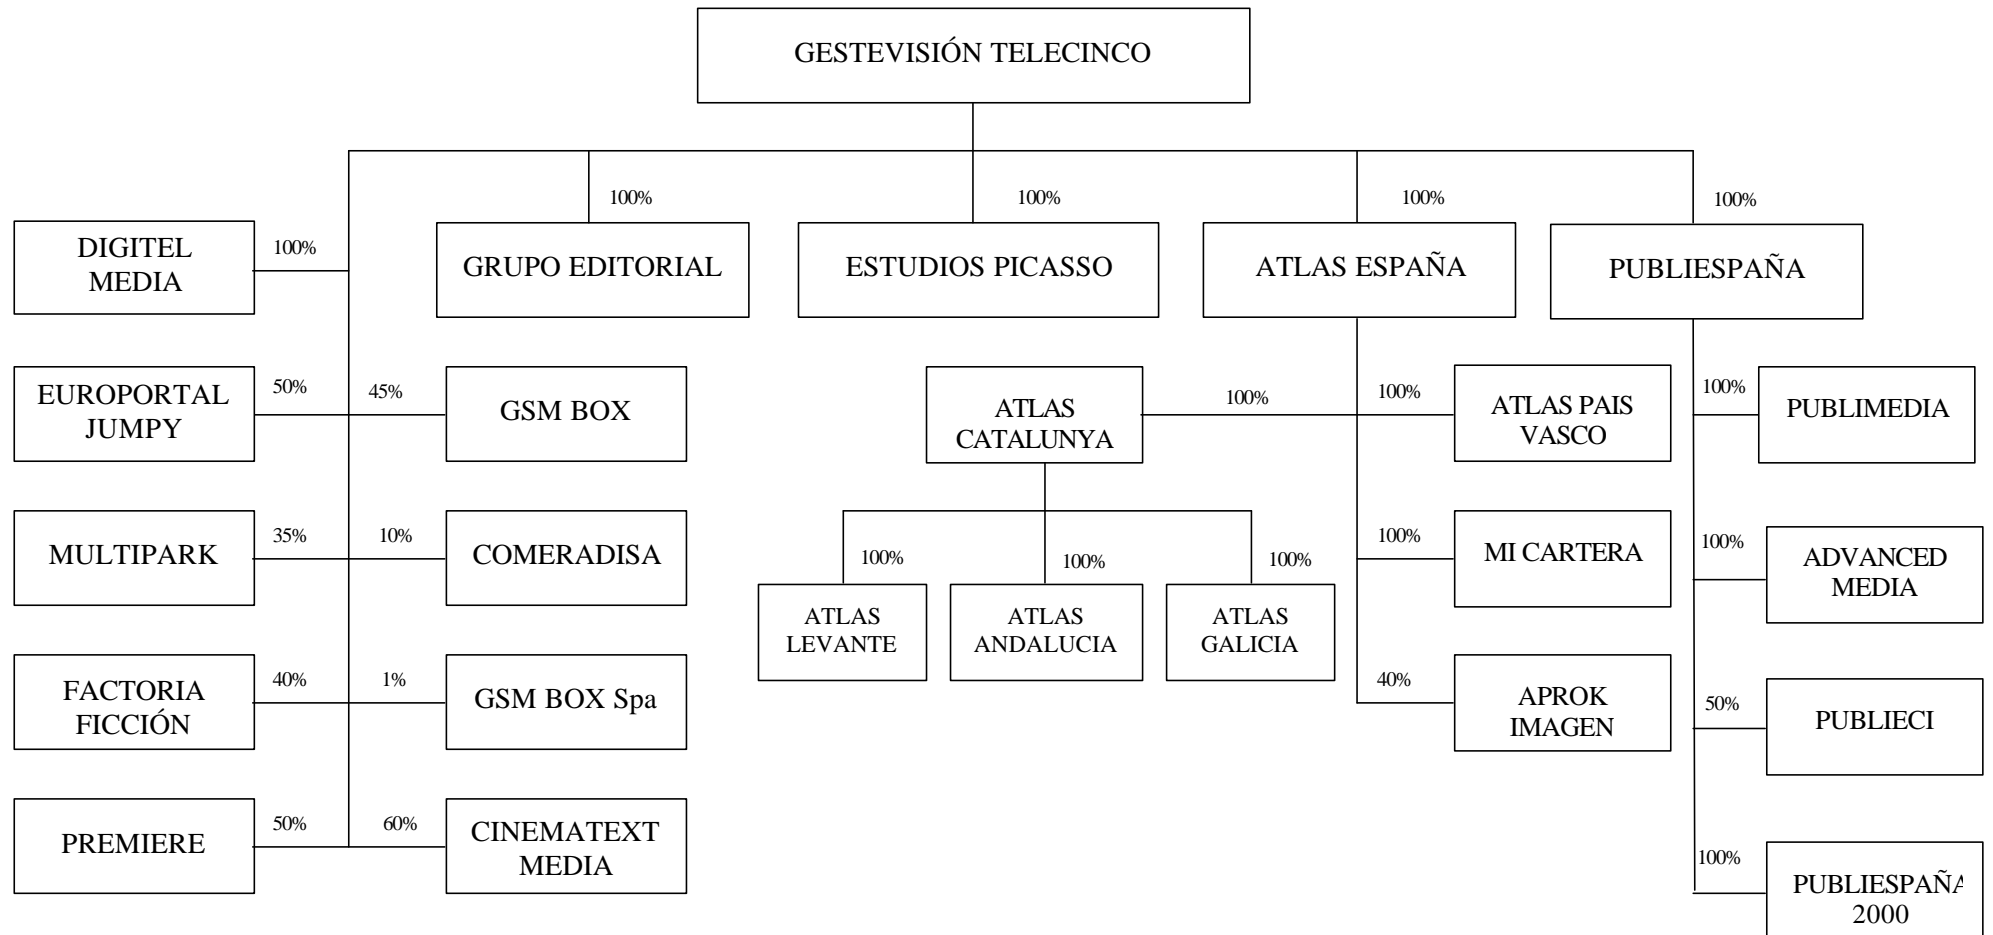 GESTEVISIÓN TELECINCO
100%
100%
100%
100%
DIGITEL
MEDIA
100%
GRUPO EDITORIAL
ESTUDIOS PICASSO
ATLAS ESPAÑA
PUBLIESPAÑA
EUROPORTAL
JUMPY
50%
45%
GSM BOX
ATLAS
CATALUNYA
100%
100%
ATLAS PAIS
VASCO
100%
PUBLIMEDIA
MULTIPARK
35%
10%
COMERADISA
100%
100%
100%
100%
MI CARTERA
100%
ADVANCED
MEDIA
ATLAS
LEVANTE
ATLAS
ANDALUCIA
ATLAS
GALICIA
FACTORIA
FICCIÓN
40%
1%
GSM BOX Spa
40%
APROK
IMAGEN
50%
PUBLIECI
PREMIERE
50%
60%
CINEMATEXT
MEDIA
100%
PUBLIESPAÑA
2000